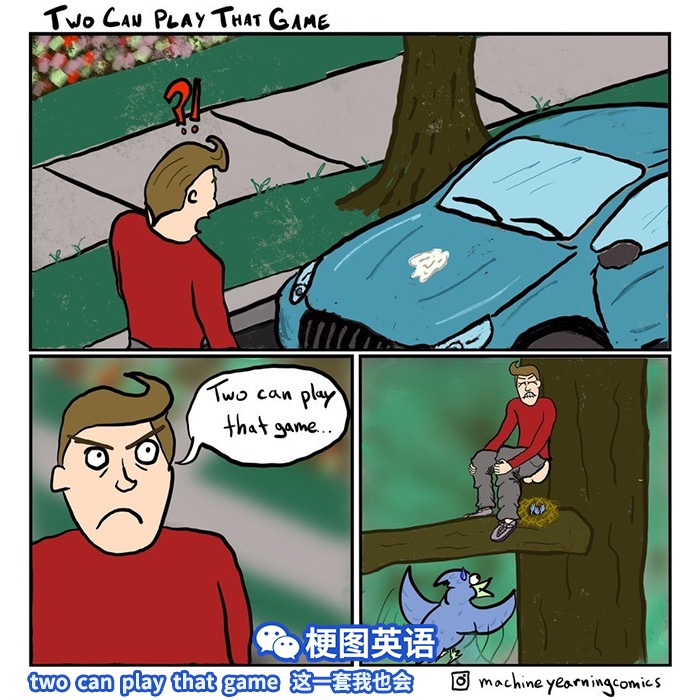 Two Can Play That Game
?!
Two can play
that game...
梗图英语
two can play that game 这一套我也会
machineyearningcomics